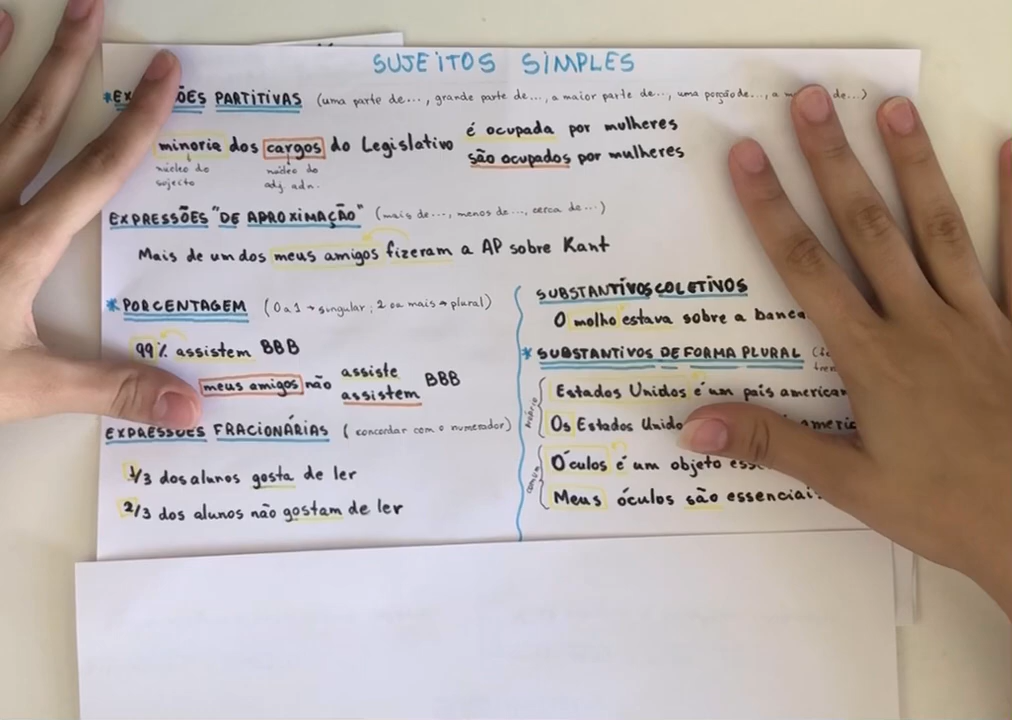 SUJEITOS SIMPLES
PARTITIVAS (uma parte de..., grande parte de..., a maior parte de..., uma porção de..., a de...)
minoria dos cargos do Legislativo é ocupada por mulheres
são ocupados por mulheres
núcleo do sujeito
núcleo do adj. adn.
EXPRESSÕES "DE APROXIMAÇÃO" (mais de..., menos de..., cerca de...)
Mais de um dos meus amigos fizeram a AP sobre Kant
* PORCENTAGEM (0 a 1 → singular; 2 ou mais → plural)
99% assistem BBB
meus amigos não assiste BBB
assistem
EXPRESSÕES FRACIONÁRIAS (concordar com o numerador)
1/3 dos alunos gosta de ler
2/3 dos alunos não gostam de ler
SUBSTANTIVOS COLETIVOS
O molho estava sobre a banca
* SUBSTANTIVOS DE FORMA PLURAL
Estados Unidos é um país
Os Estados
Óculos é um objeto
comum
Meus óculos são